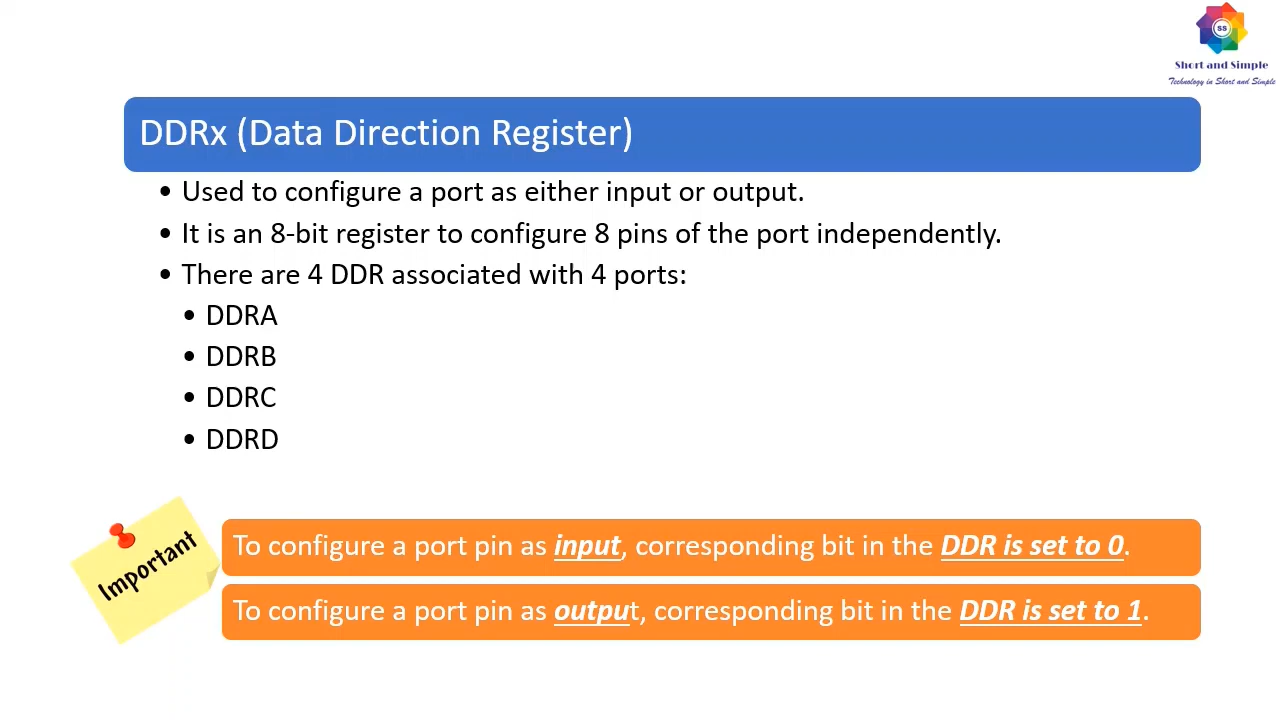 SS
Short and Simple
Technology in Short and Simple
DDRx (Data Direction Register)
• Used to configure a port as either input or output.
• It is an 8-bit register to configure 8 pins of the port independently.
• There are 4 DDR associated with 4 ports:
• DDRA
• DDRB
• DDRC
• DDRD
Important
To configure a port pin as input, corresponding bit in the DDR is set to 0.
To configure a port pin as output, corresponding bit in the DDR is set to 1.